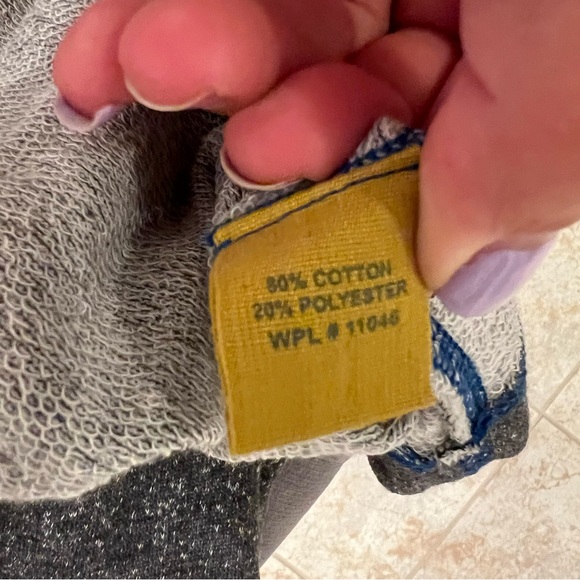 80% COTTON
20% POLYESTER
WPL # 11046